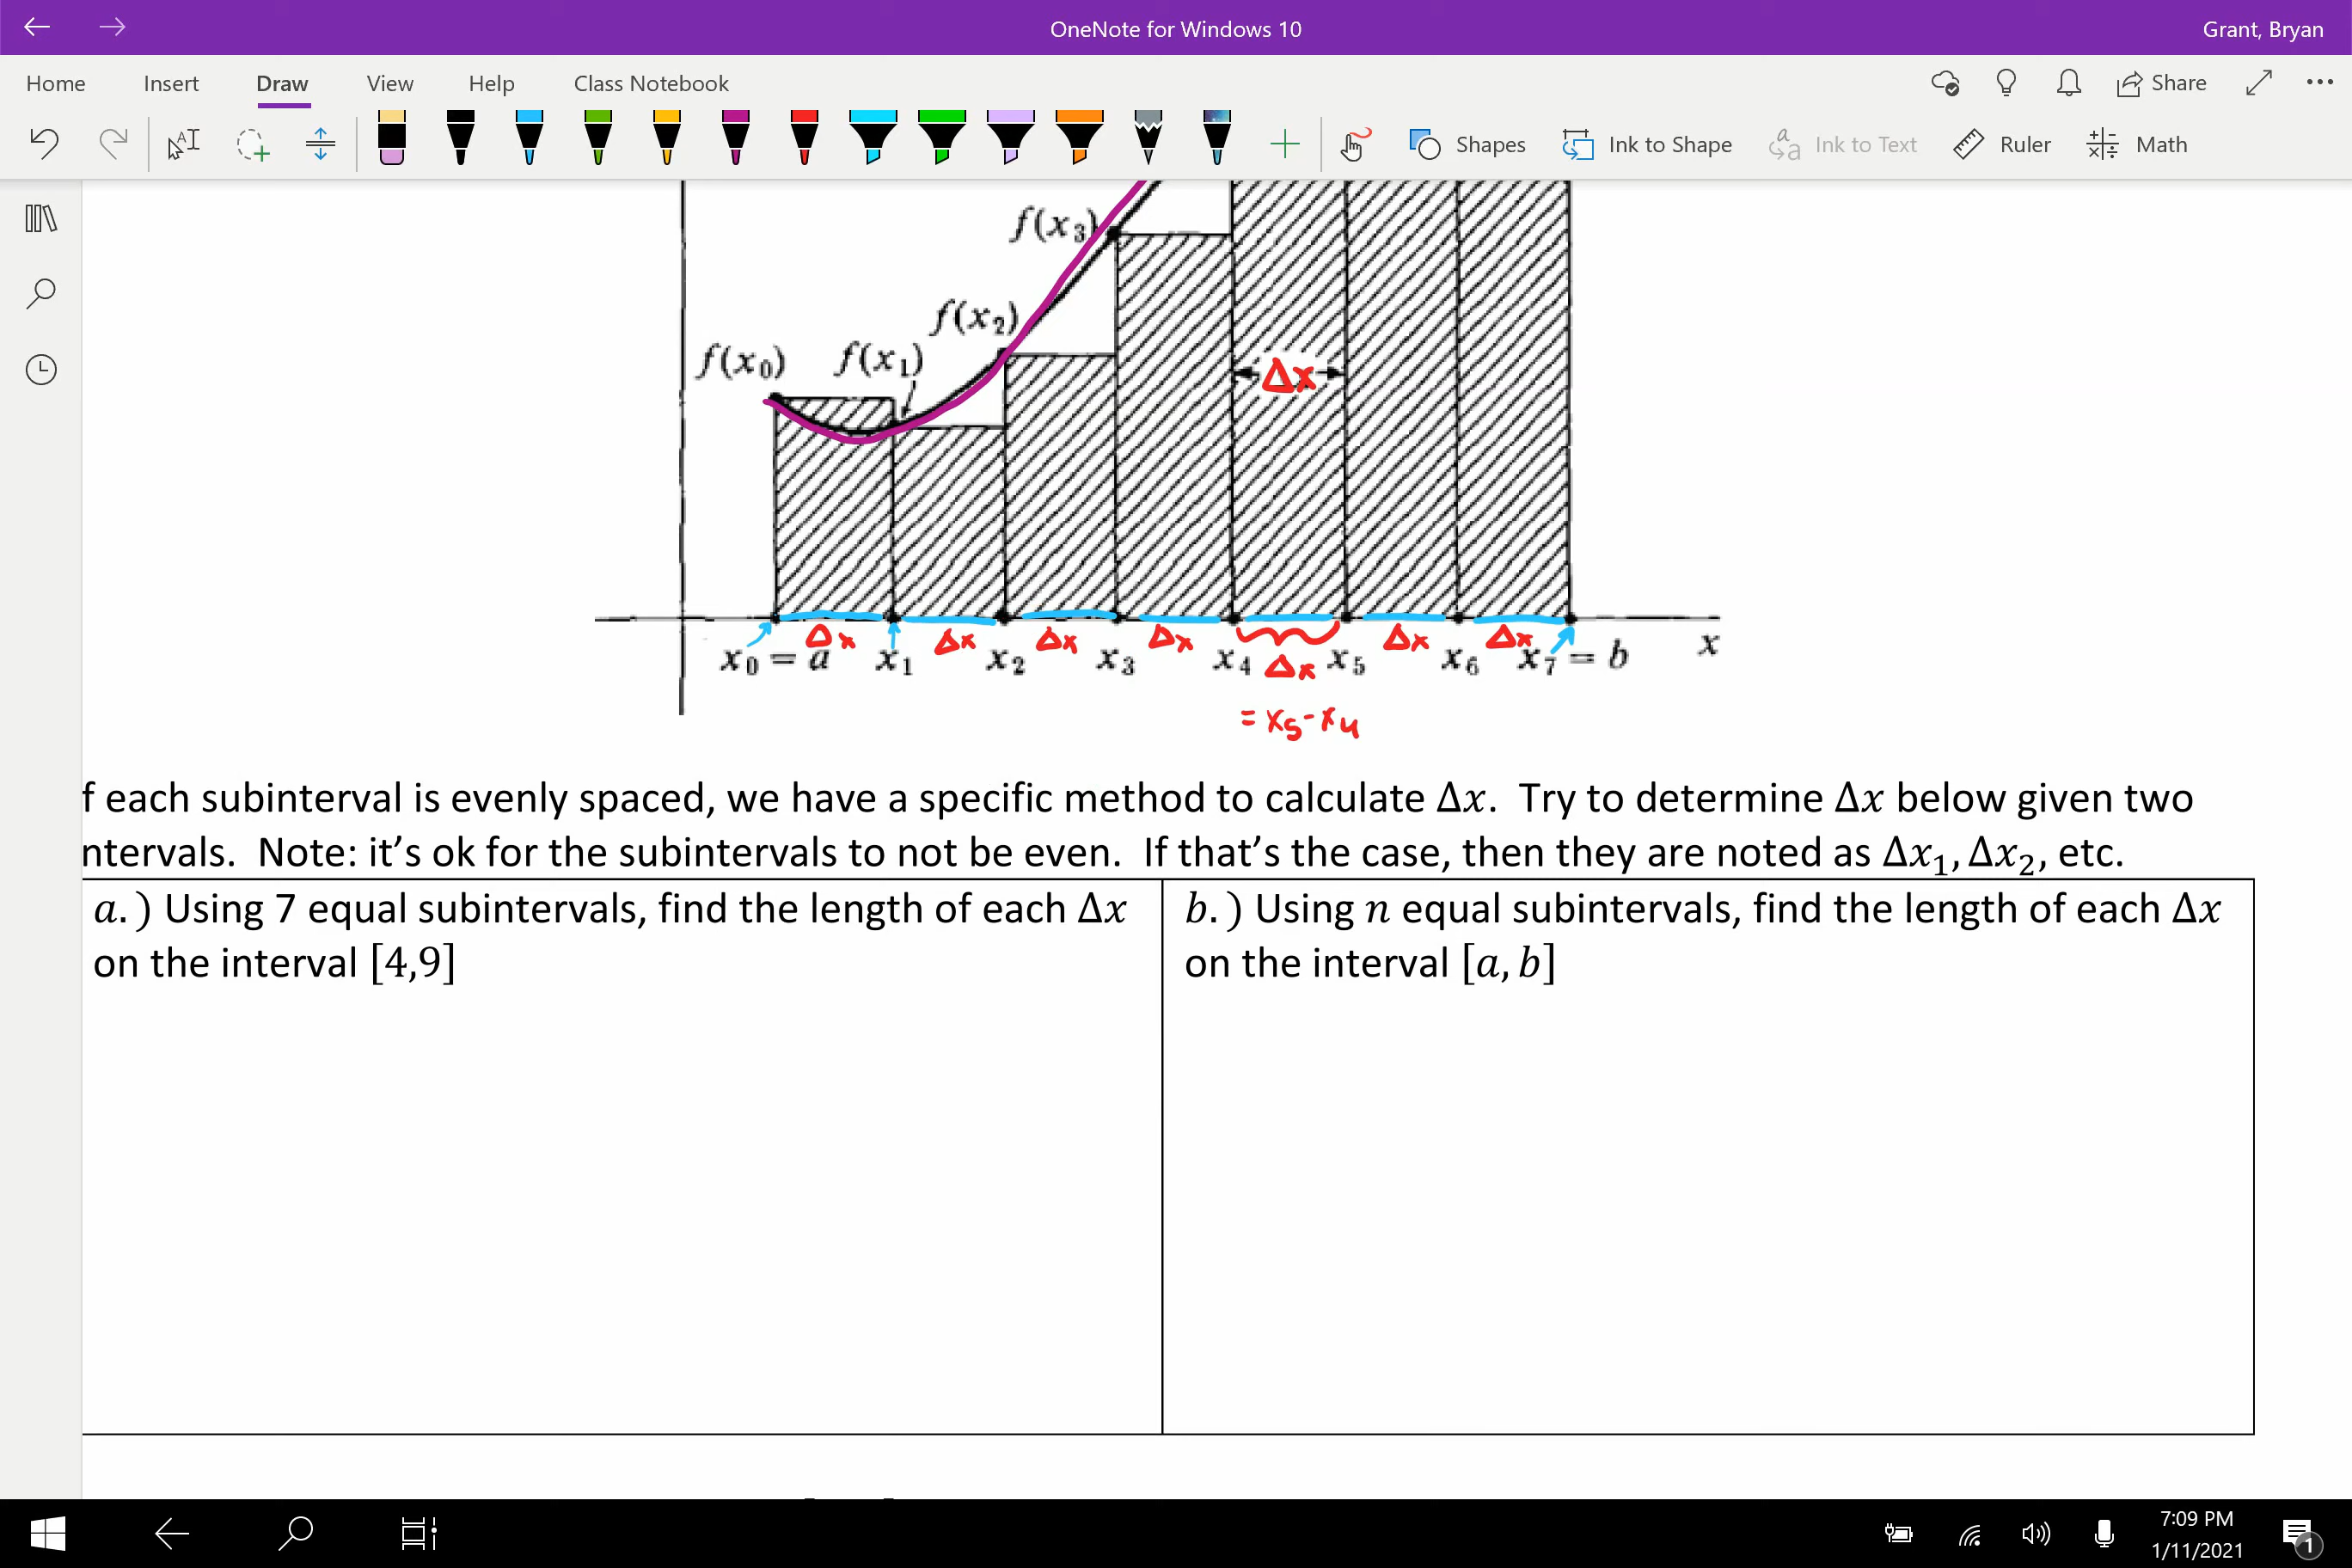 OneNote for Windows 10
Grant, Bryan
Home Insert Draw View Help Class Notebook
Share
Shapes Ink to Shape Ink to Text Ruler Math
f(x₃)
f(x₂)
f(x₀) f(x₁)
Δx
Δx Δx Δx Δx Δx Δx
x₀ = a x₁ x₂ x₃ x₄ Δx x₅ x₆ x₇ = b x
= x₅-x₄
f each subinterval is evenly spaced, we have a specific method to calculate Δx. Try to determine Δx below given two
ntervals. Note: it’s ok for the subintervals to not be even. If that’s the case, then they are noted as Δx₁, Δx₂, etc.
a. ) Using 7 equal subintervals, find the length of each Δx
on the interval [4,9]
b. ) Using n equal subintervals, find the length of each Δx
on the interval [a, b]
7:09 PM
1/11/2021
1